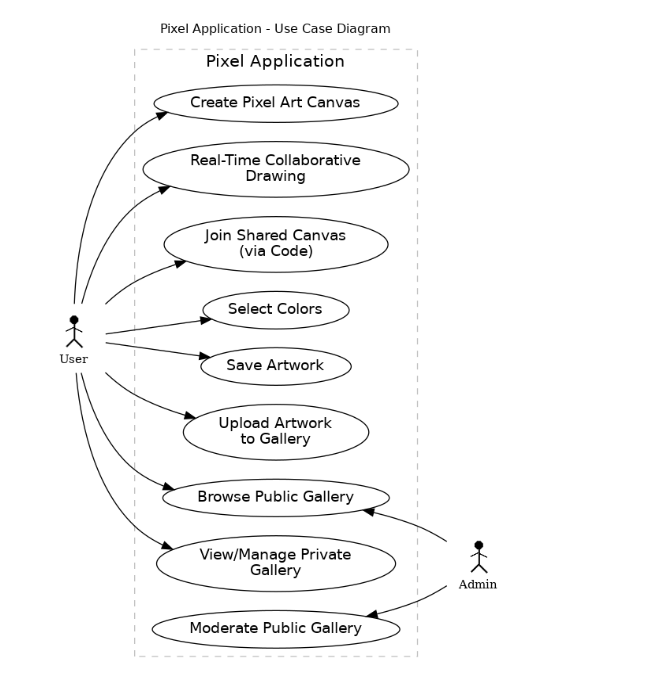 Pixel Application - Use Case Diagram
Pixel Application
Create Pixel Art Canvas
Real-Time Collaborative
Drawing
Join Shared Canvas
(via Code)
Select Colors
User
Save Artwork
Upload Artwork
to Gallery
Browse Public Gallery
View/Manage Private
Gallery
Admin
Moderate Public Gallery